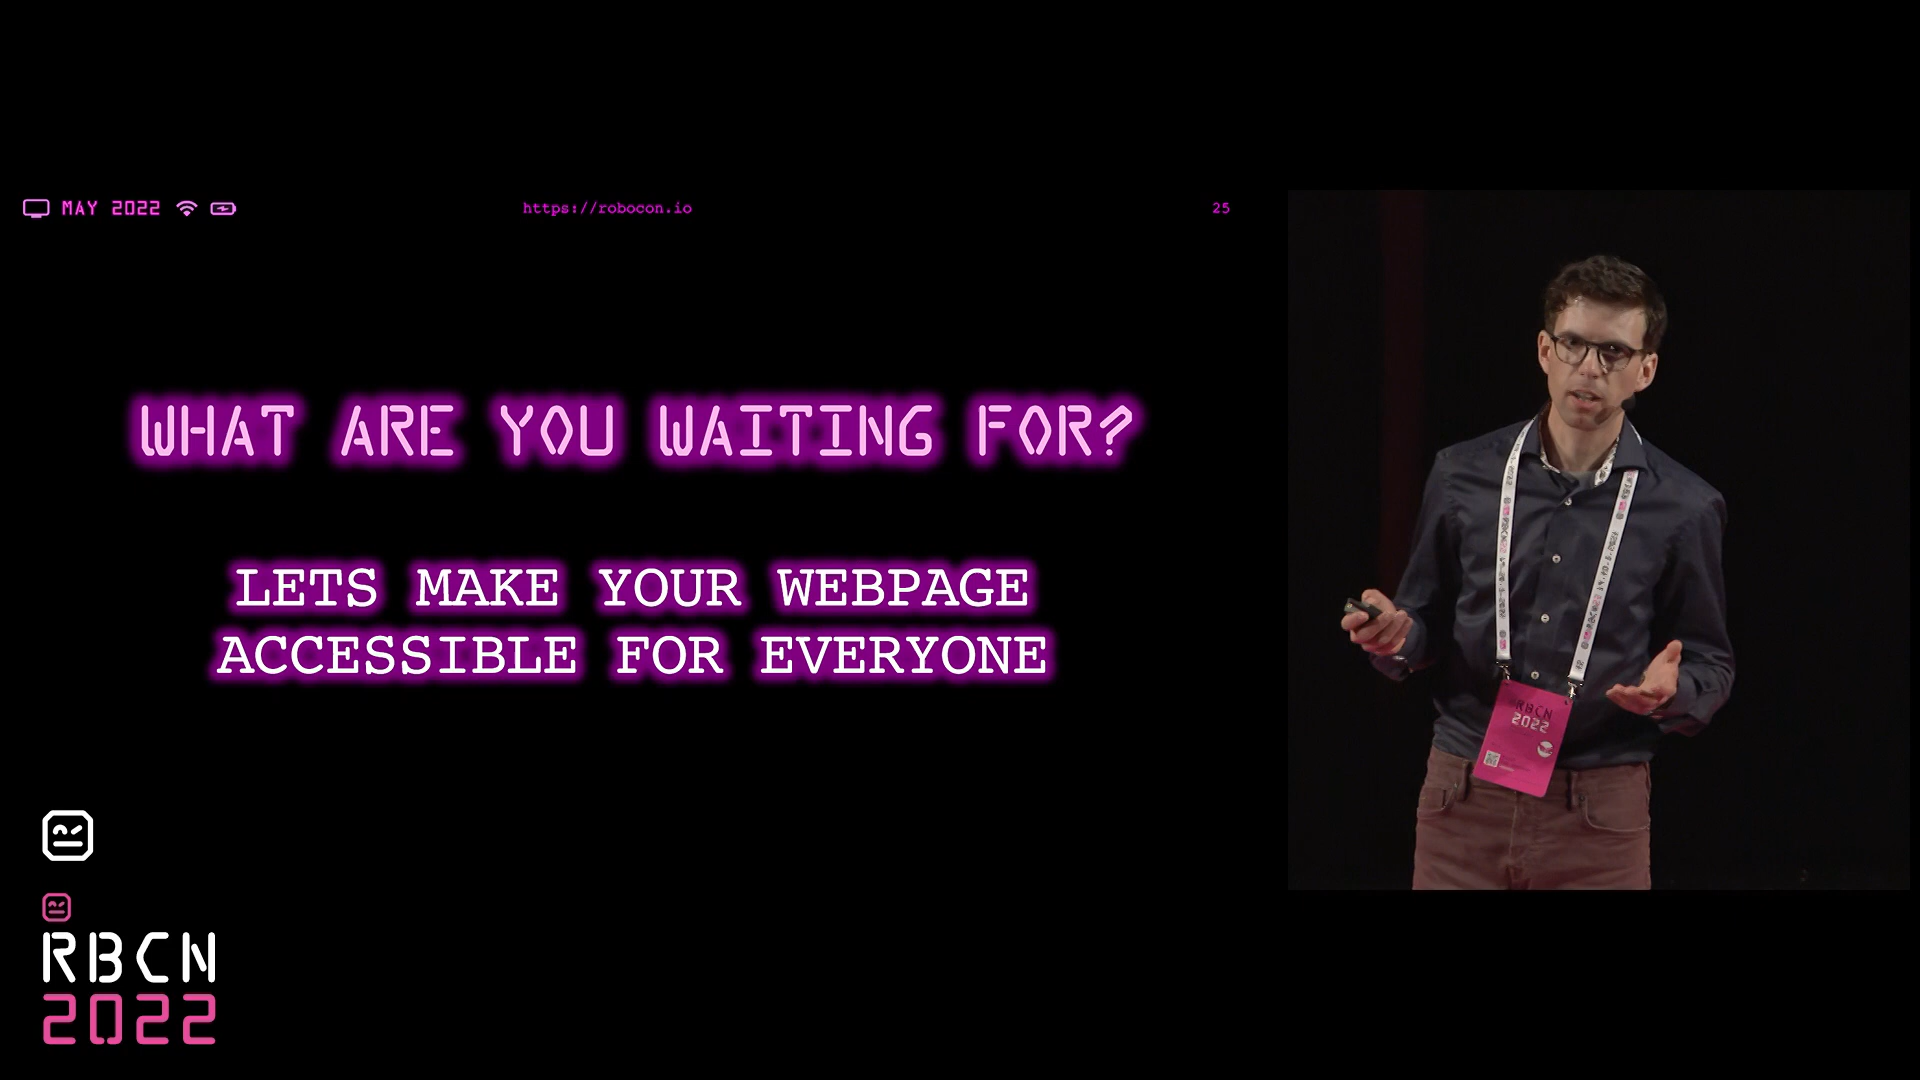 MAY 2022
https://robocon.io
25
WHAT ARE YOU WAITING FOR?
LETS MAKE YOUR WEBPAGE
ACCESSIBLE FOR EVERYONE
RBCN
2022
RBCN
2022